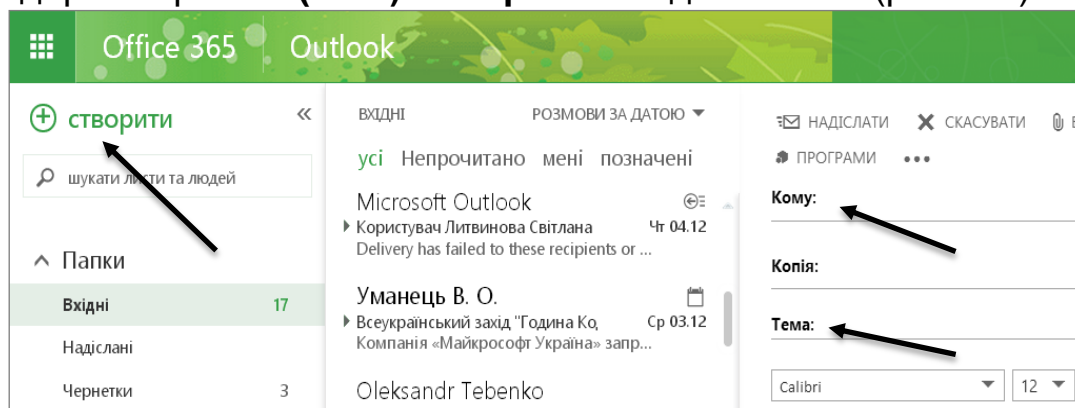 Office 365 Outlook
створити
шукати листи та людей
Папки
Вхідні 17
Надіслані
Чернетки 3
ВХІДНІ РОЗМОВИ ЗА ДАТОЮ
усі Непрочитано мені позначені
Microsoft Outlook
Користувач Литвинова Світлана Чт 04.12
Delivery has failed to these recipients or ...
Уманець В. О.
Всеукраїнський захід "Година Ко, Ср 03.12
Компанія «Майкрософт Україна» запр...
Oleksandr Tebenko
НАДІСЛАТИ СКАСУВАТИ
ПРОГРАМИ •••
Кому:
Копія:
Тема:
Calibri 12